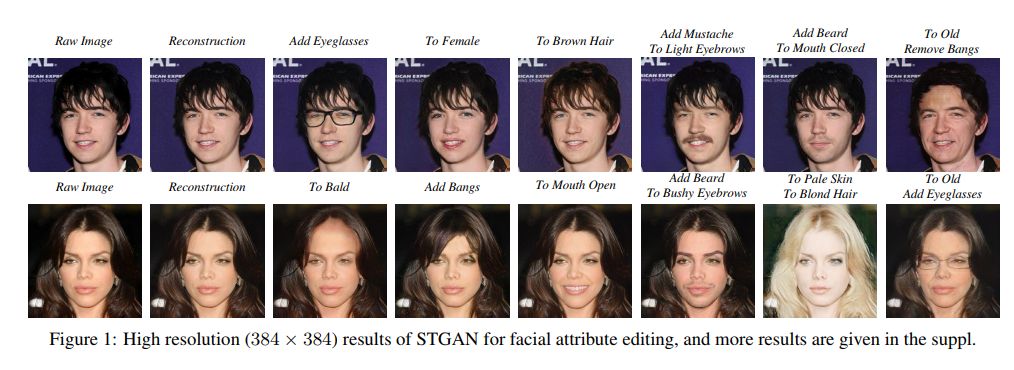 Raw Image
Reconstruction
Add Eyeglasses
To Female
To Brown Hair
Add Mustache
To Light Eyebrows
Add Beard
To Mouth Closed
To Old
Remove Bangs
Raw Image
Reconstruction
To Bald
Add Bangs
To Mouth Open
Add Beard
To Bushy Eyebrows
To Pale Skin
To Blond Hair
To Old
Add Eyeglasses
Figure 1: High resolution (384 × 384) results of STGAN for facial attribute editing, and more results are given in the suppl.